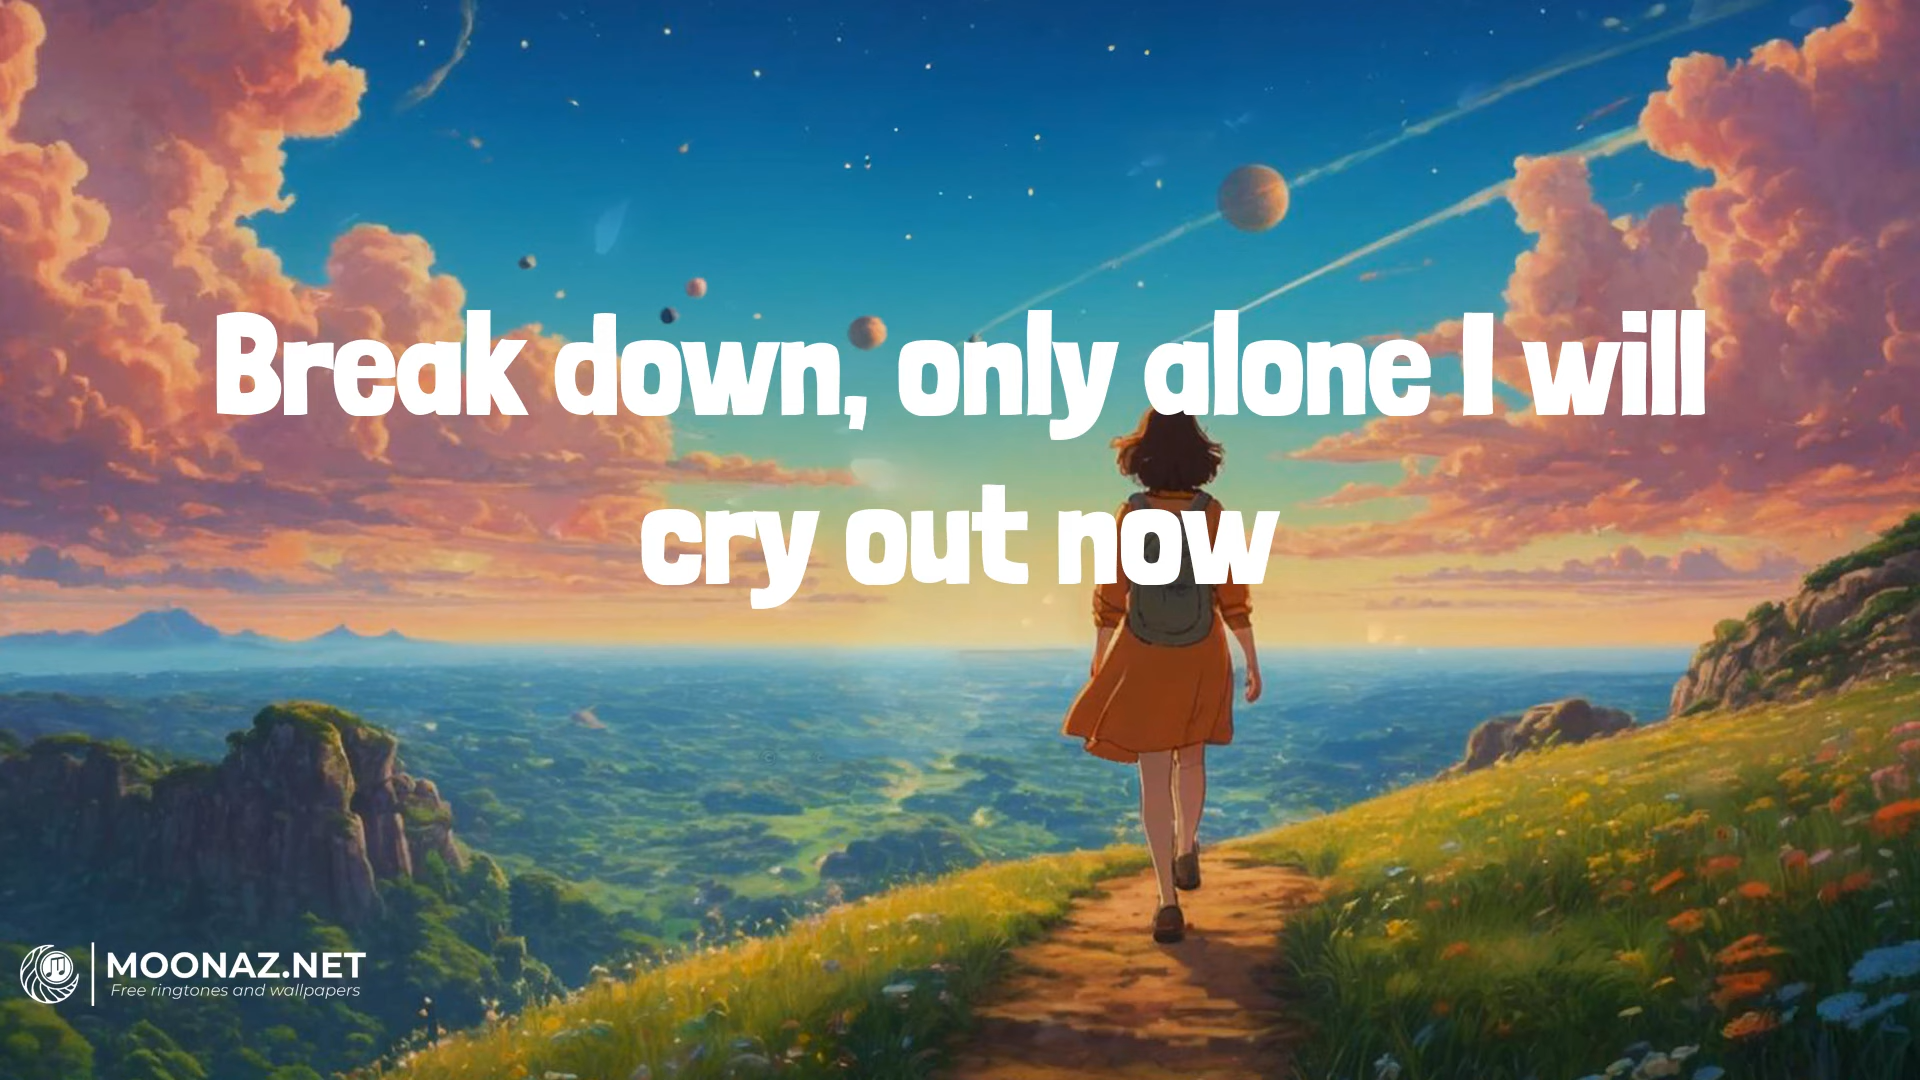 Break down, only alone I will
cry out now
MOONAZ.NET
Free ringtones and wallpapers